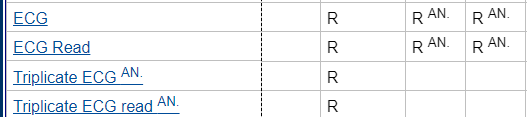 ECG R R AN. R AN.
ECG Read R R AN. R AN.
Triplicate ECG AN. R
Triplicate ECG read AN. R